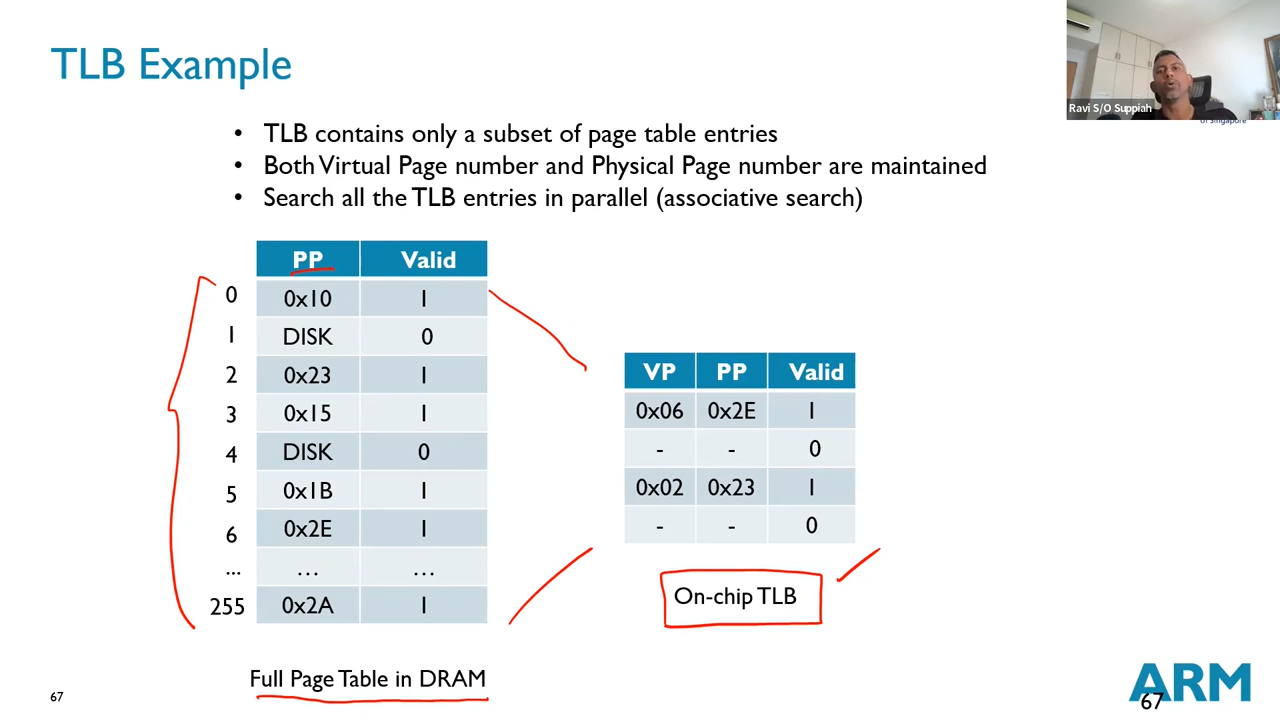 TLB Example
Ravi S/O Suppiah
of Singapore
• TLB contains only a subset of page table entries
• Both Virtual Page number and Physical Page number are maintained
• Search all the TLB entries in parallel (associative search)
PP Valid
0 0x10 1
1 DISK 0
2 0x23 1
3 0x15 1
4 DISK 0
5 0x1B 1
6 0x2E 1
... ... ...
255 0x2A 1
Full Page Table in DRAM
VP PP Valid
0x06 0x2E 1
- - 0
0x02 0x23 1
- - 0
On-chip TLB
67
ARM
67